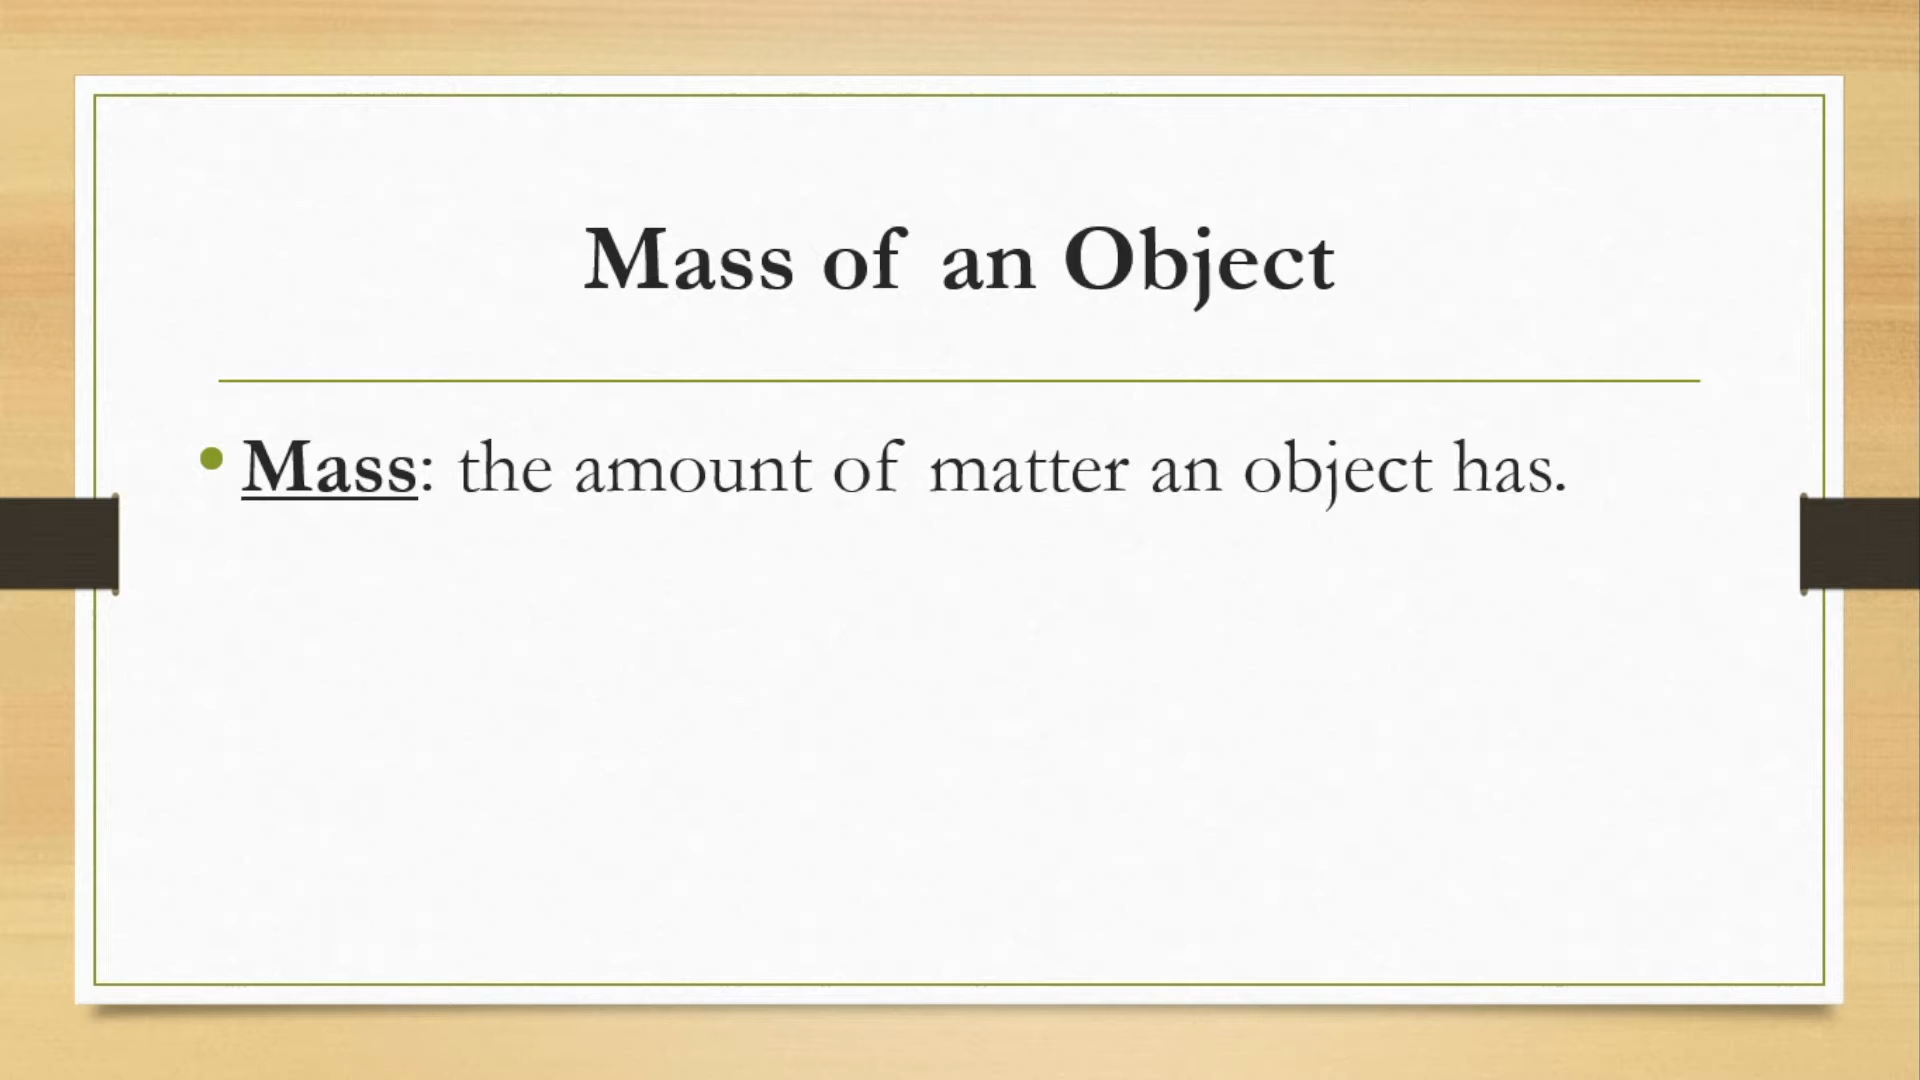 Mass of an Object
• Mass: the amount of matter an object has.